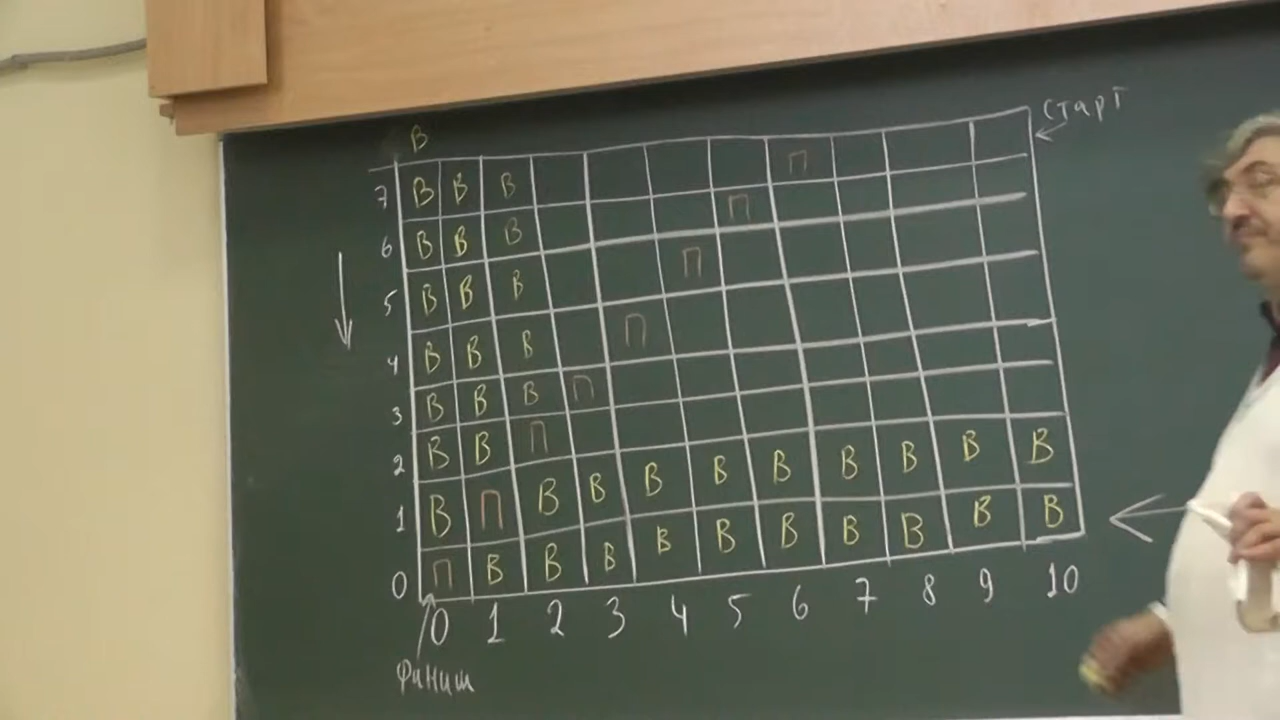 В
старт
7 В В В П
6 В В В П
5 В В В П
4 В В В П
3 В В В П
2 В В П
1 В П В В В В В В В В В
0 П В В В В В В В В В В
0 1 2 3 4 5 6 7 8 9 10
Финиш